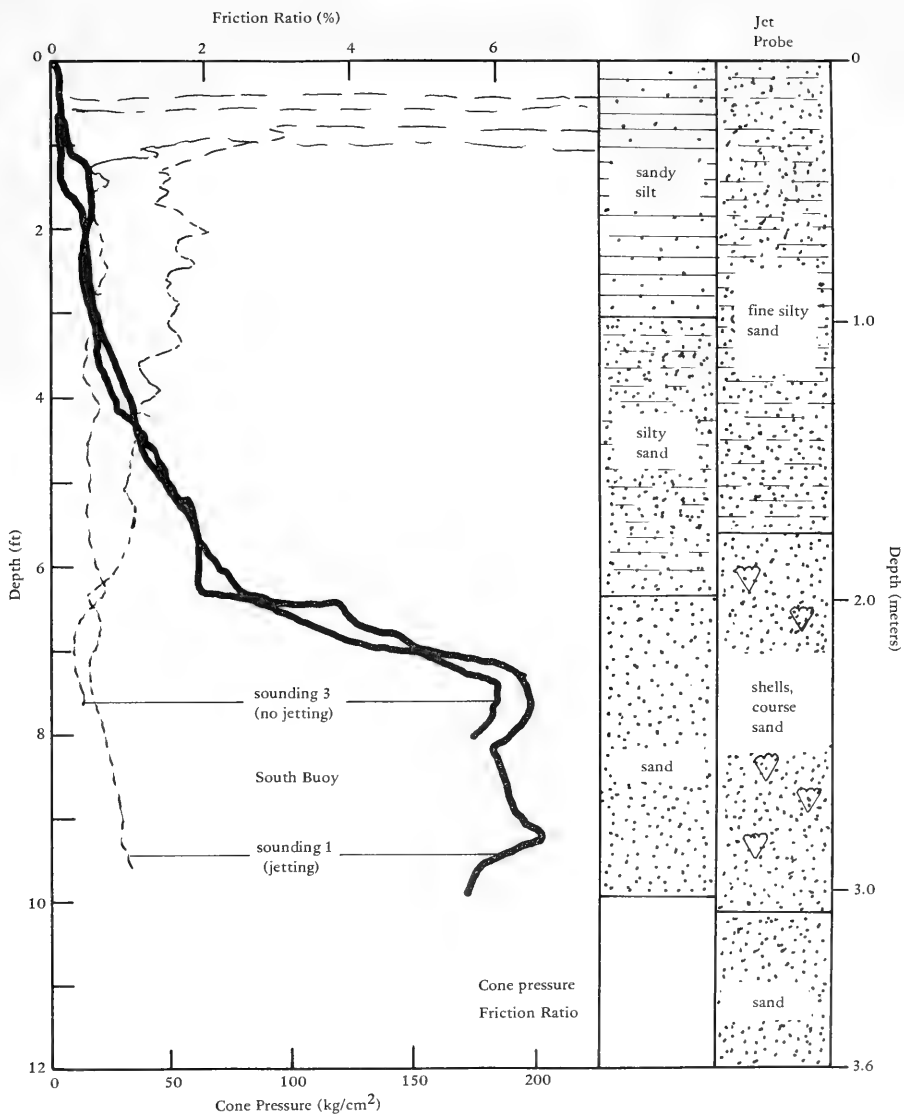 Friction Ratio (%)
0 2 4 6
Jet
Probe
0
2
4
6
8
10
12
Depth (ft)
sandy
silt
silty
sand
sand
fine silty
sand
shells,
course
sand
sand
0
1.0
2.0
3.0
3.6
Depth (meters)
sounding 3
(no jetting)
South Buoy
sounding 1
(jetting)
Cone pressure
Friction Ratio
0 50 100 150 200
Cone Pressure (kg/cm²)